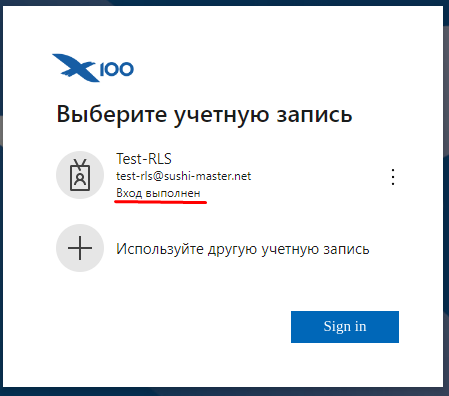 X100
Выберите учетную запись
Test-RLS
test-rls@sushi-master.net
Вход выполнен
Используйте другую учетную запись
Sign in